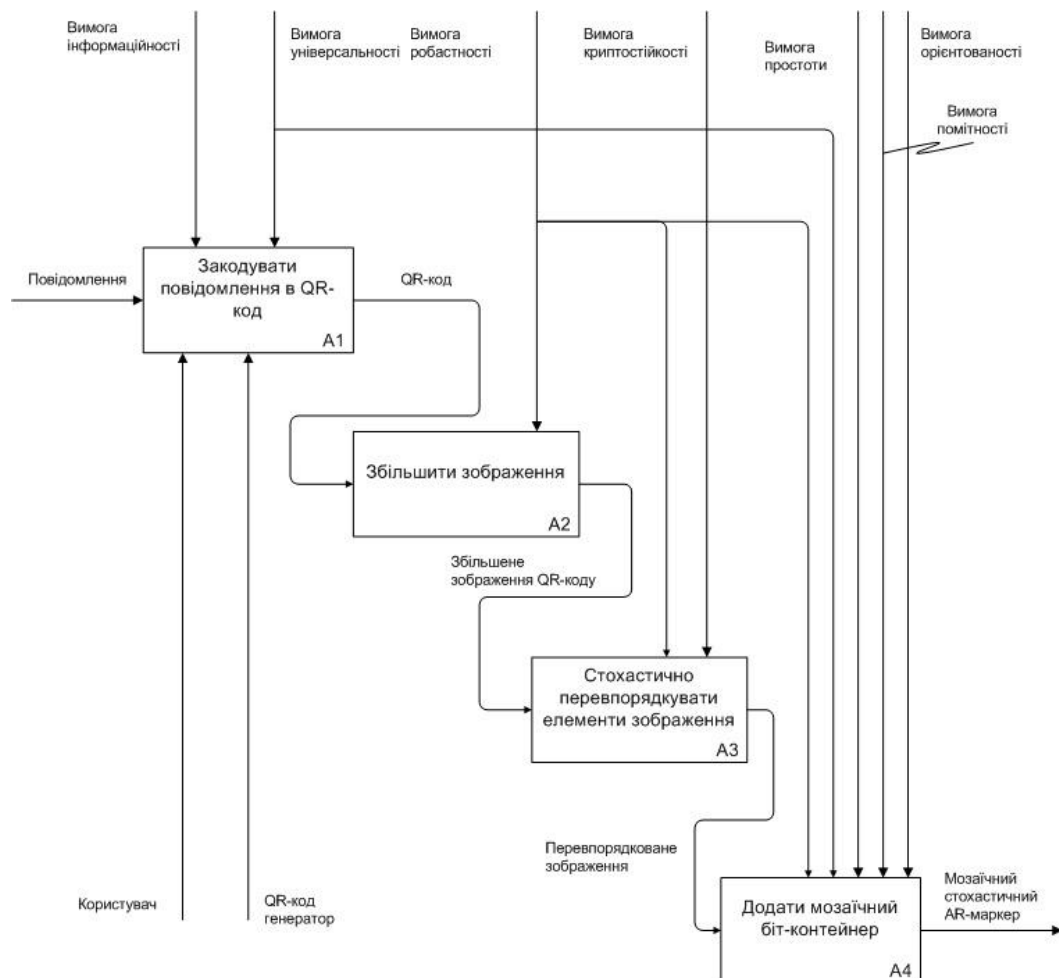 Вимога
інформаційності
Вимога
універсальності
Вимога
робастності
Вимога
криптостійкості
Вимога
простоти
Вимога
орієнтованості
Вимога
помітності
Повідомлення
Закодувати
повідомлення в QR-
код
A1
QR-код
Збільшити зображення
A2
Збільшене
зображення QR-коду
Стохастично
перевпорядкувати
елементи зображення
A3
Перевпорядковане
зображення
Користувач
QR-код
генератор
Додати мозаїчний
біт-контейнер
A4
Мозаїчний
стохастичний
AR-маркер